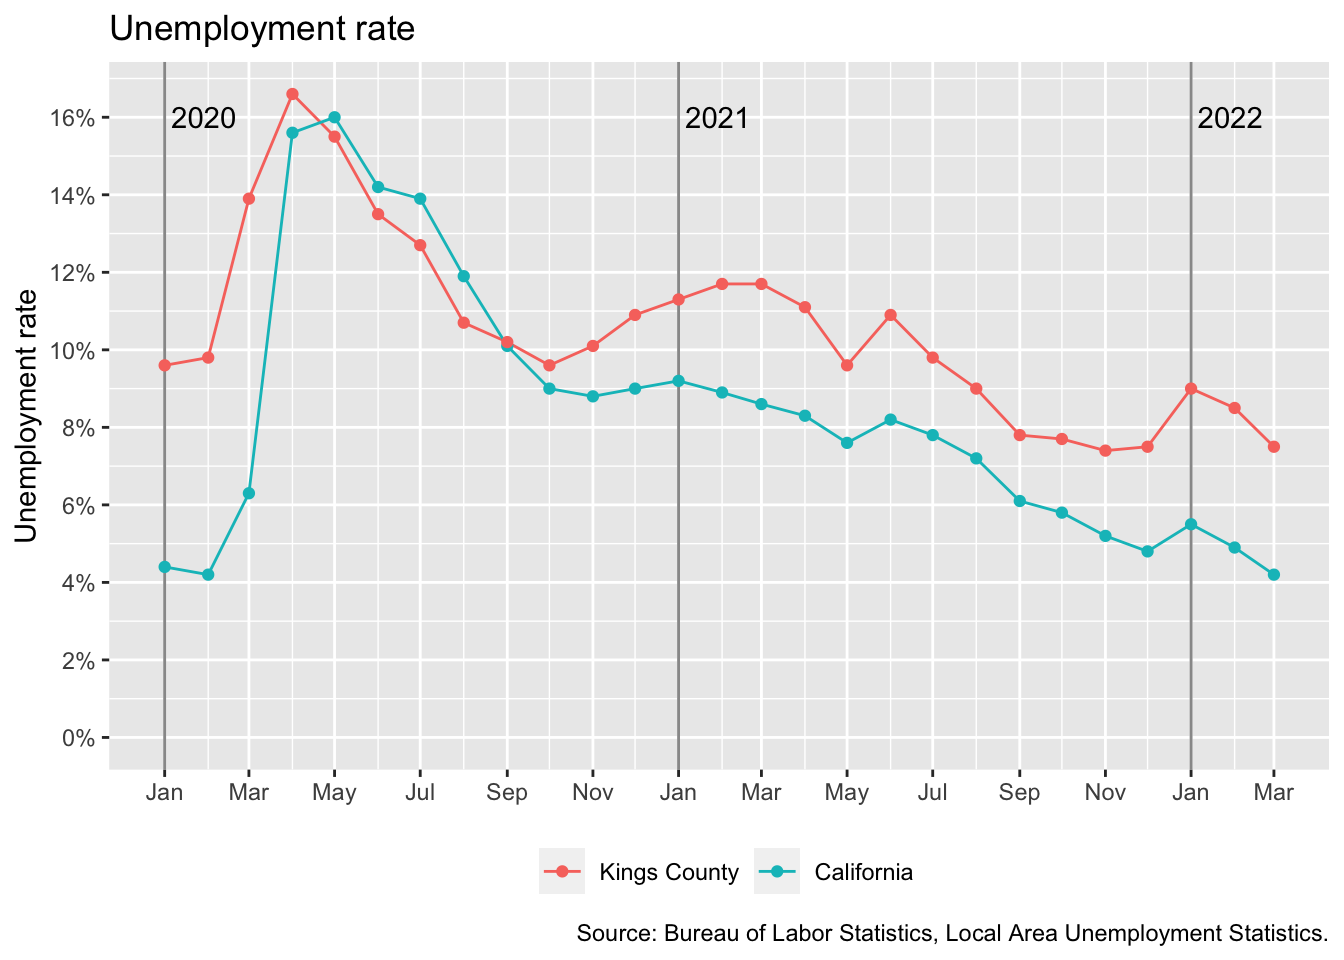 Unemployment rate
2020 2021 2022
Unemployment rate
16%
14%
12%
10%
8%
6%
4%
2%
0%
Jan Mar May Jul Sep Nov Jan Mar May Jul Sep Nov Jan Mar
Kings County California
Source: Bureau of Labor Statistics, Local Area Unemployment Statistics.